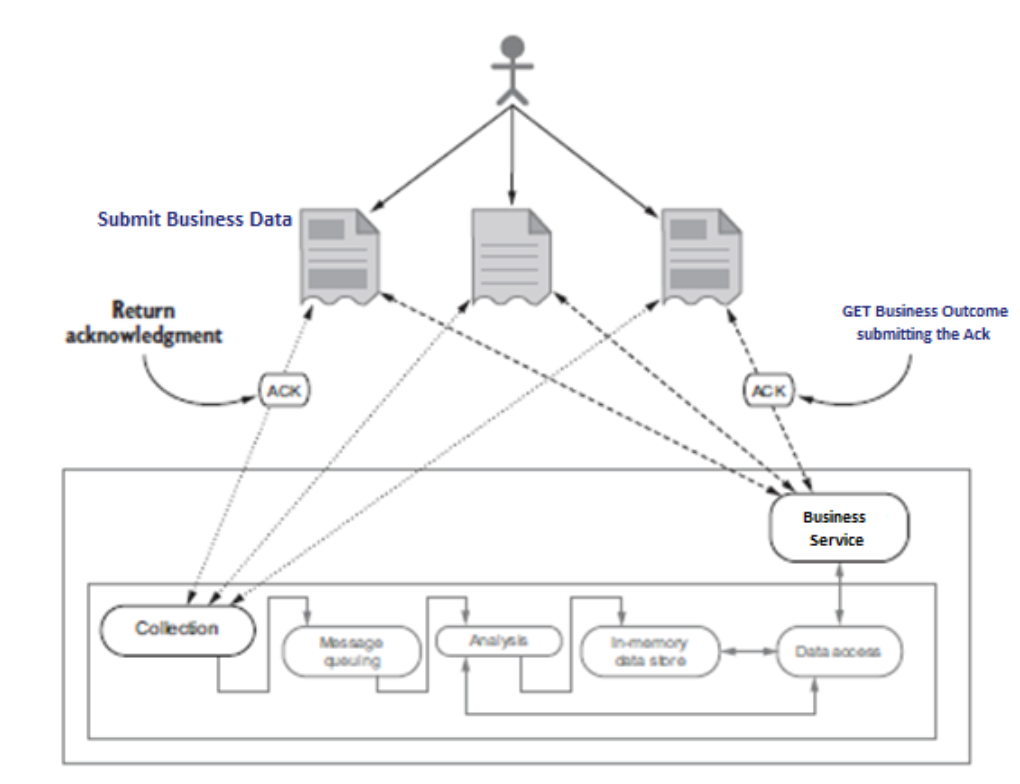 Submit Business Data
Return
acknowledgment
GET Business Outcome
submitting the Ack
ACK
ACK
Business
Service
Collection
Message
queuing
Analysis
In-memory
data store
Data access